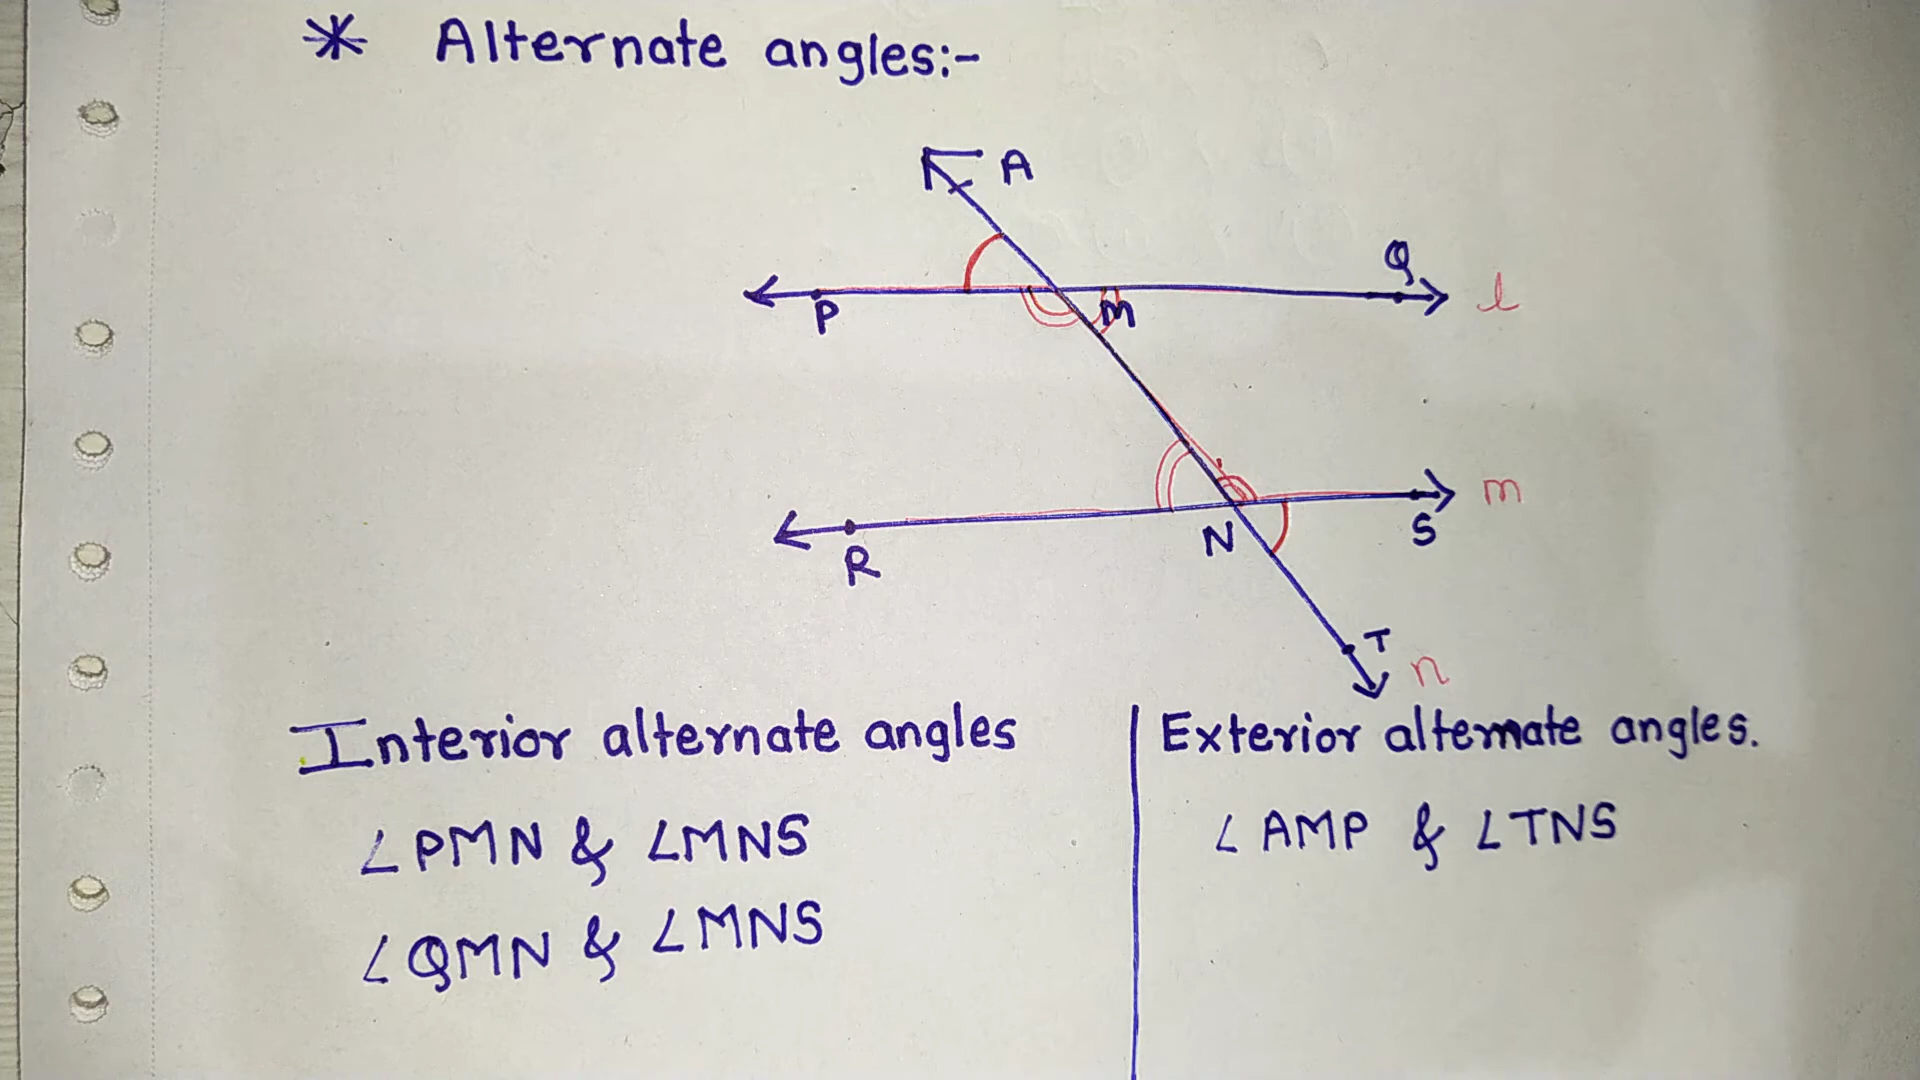 * Alternate angles:-
A
Q
P
M
l
m
N
S
R
T
n
Interior alternate angles
∠PMN & ∠MNS
∠QMN & ∠MNS
Exterior alternate angles.
∠AMP & ∠TNS